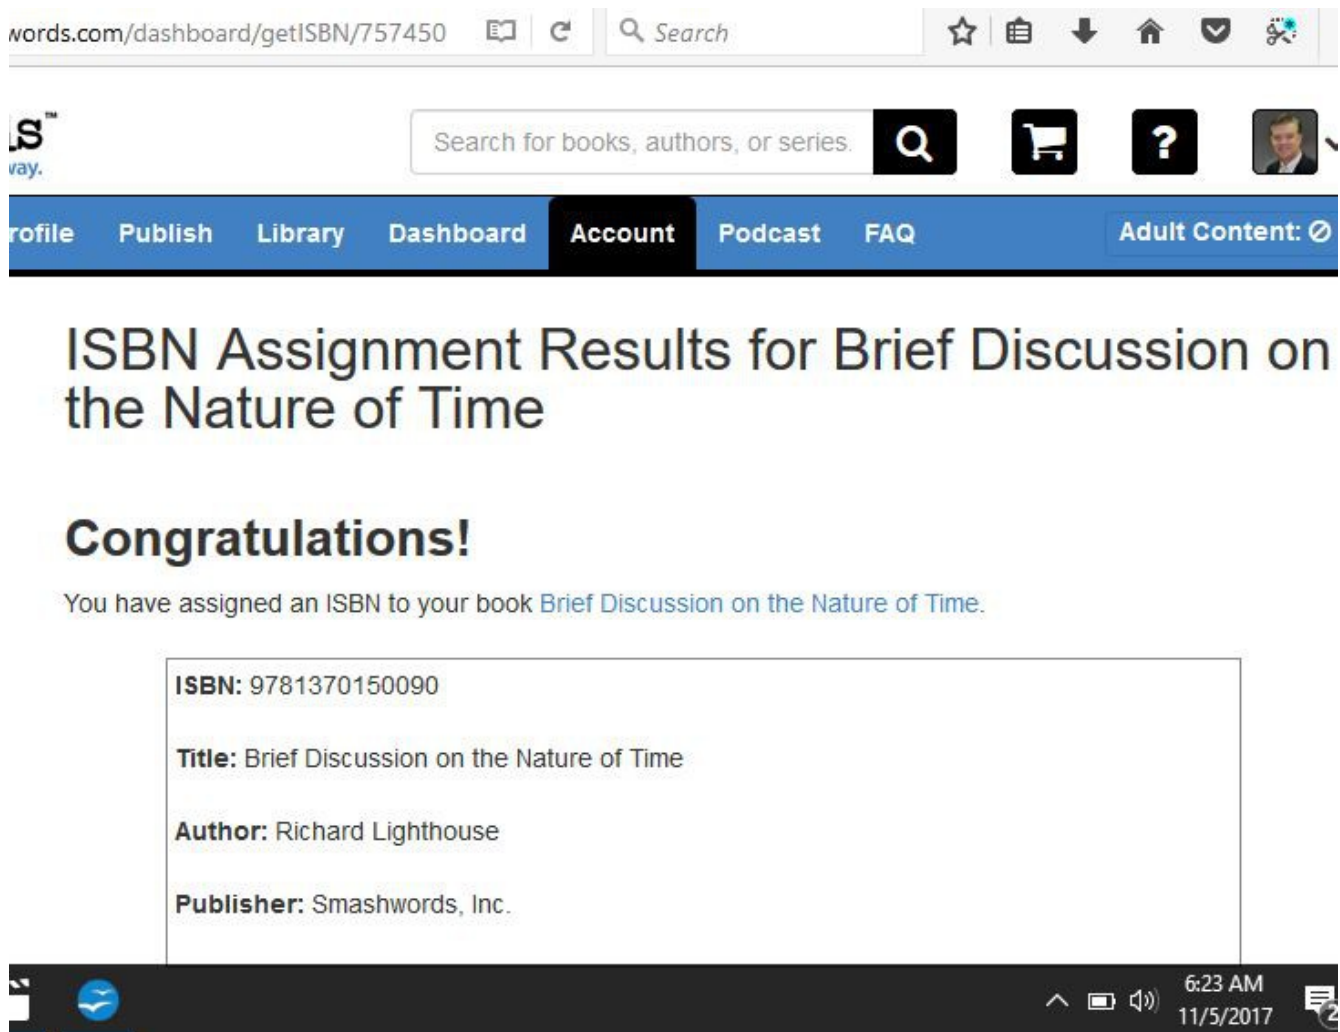 words.com/dashboard/getISBN/757450 Search
s™
way.
Search for books, authors, or series. ?
rofile Publish Library Dashboard Account Podcast FAQ Adult Content:
ISBN Assignment Results for Brief Discussion on
the Nature of Time
Congratulations!
You have assigned an ISBN to your book Brief Discussion on the Nature of Time.
ISBN: 9781370150090
Title: Brief Discussion on the Nature of Time
Author: Richard Lighthouse
Publisher: Smashwords, Inc.
6:23 AM
11/5/2017 2